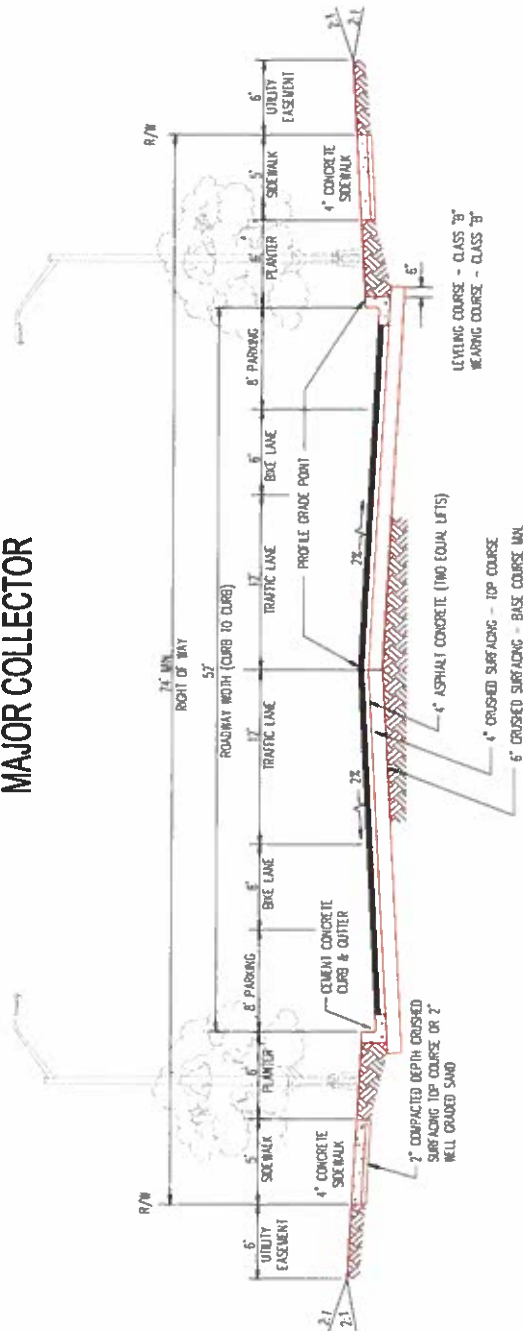 MAJOR COLLECTOR
74' MIN
RIGHT OF WAY
52'
ROADWAY WIDTH (CURB TO CURB)
R/W
R/W
6'
UTILITY
EASEMENT
5'
SIDEWALK
6'
PLANTER
8' PARKING
6'
BIKE LANE
12'
TRAFFIC LANE
12'
TRAFFIC LANE
6'
BIKE LANE
8' PARKING
6'
PLANTER
5'
SIDEWALK
6'
UTILITY
EASEMENT
2:1
2:1
4" CONCRETE
SIDEWALK
CEMENT CONCRETE
CURB & GUTTER
2%
2%
PROFILE GRADE POINT
4" CONCRETE
SIDEWALK
2:1
2:1
2" COMPACTED DEPTH CRUSHED
SURFACING TOP COURSE OR 2"
WELL GRADED SAND
4" ASPHALT CONCRETE (TWO EQUAL LIFTS)
4" CRUSHED SURFACING - TOP COURSE
6" CRUSHED SURFACING - BASE COURSE
6"
LEVELING COURSE - CLASS "B"
WEARING COURSE - CLASS "B"